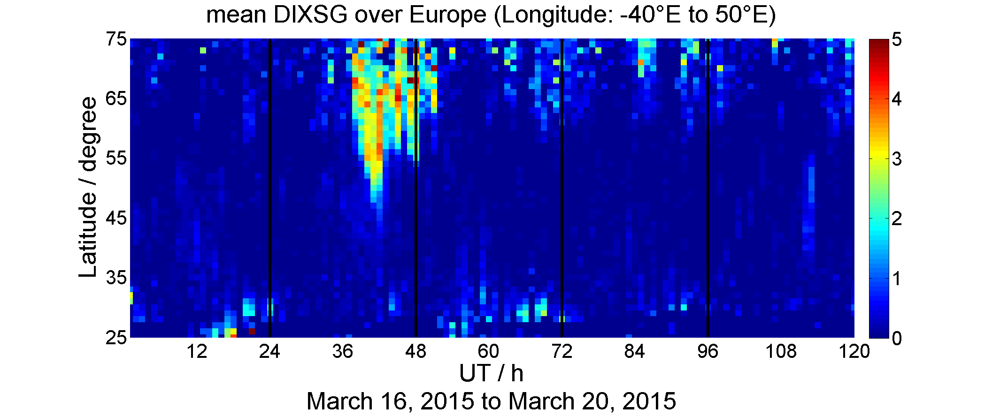 mean DIXSG over Europe (Longitude: -40°E to 50°E)
75
65
55
45
35
25
Latitude / degree
12 24 36 48 60 72 84 96 108 120
UT / h
March 16, 2015 to March 20, 2015
5
4
3
2
1
0